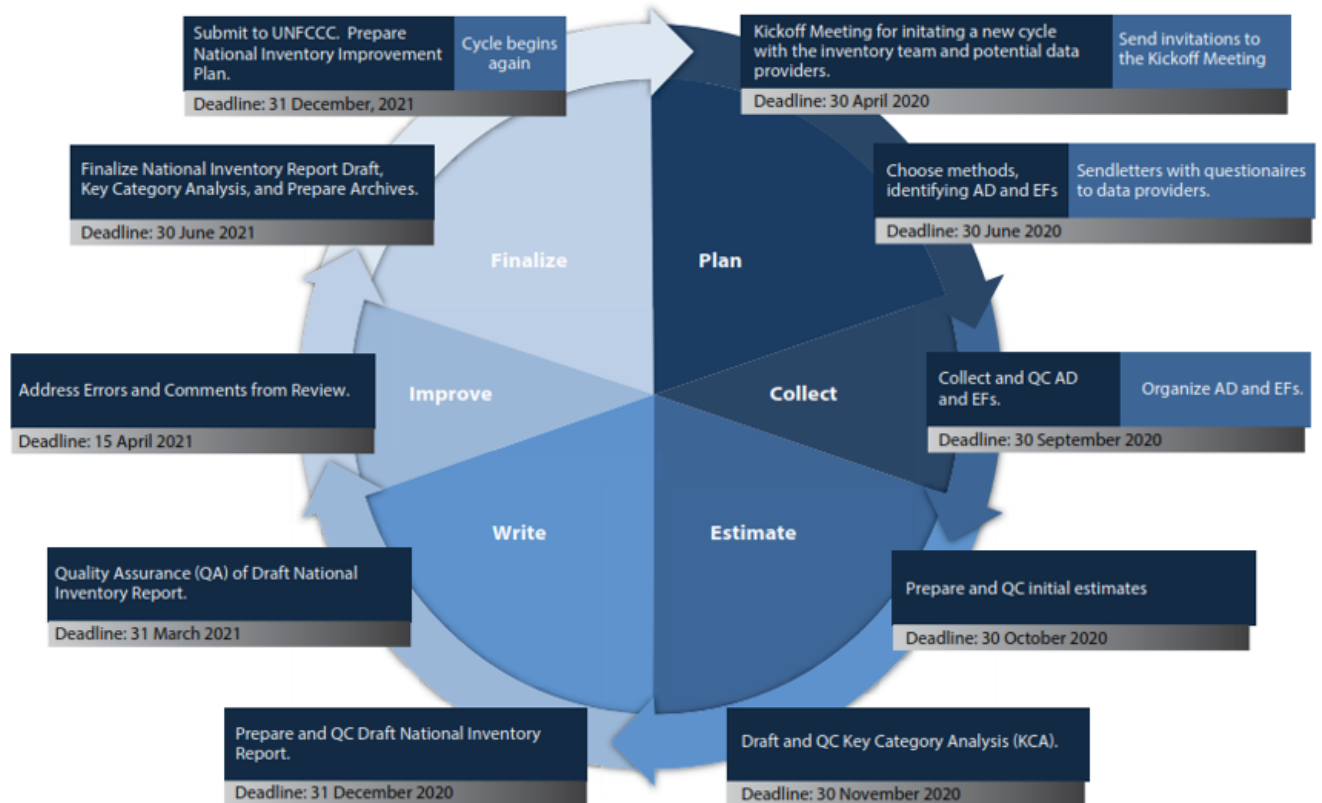 Submit to UNFCCC. Prepare
National Inventory Improvement
Plan.
Cycle begins
again
Deadline: 31 December, 2021
Kickoff Meeting for initating a new cycle
with the inventory team and potential data
providers.
Send invitations to
the Kickoff Meeting
Deadline: 30 April 2020
Finalize National Inventory Report Draft,
Key Category Analysis, and Prepare Archives.
Deadline: 30 June 2021
Choose methods,
identifying AD and EFs
Sendletters with questionaires
to data providers.
Deadline: 30 June 2020
Finalize
Plan
Address Errors and Comments from Review.
Deadline: 15 April 2021
Improve
Collect
Collect and QC AD
and EFs.
Organize AD and EFs.
Deadline: 30 September 2020
Write
Estimate
Quality Assurance (QA) of Draft National
Inventory Report.
Deadline: 31 March 2021
Prepare and QC initial estimates
Deadline: 30 October 2020
Prepare and QC Draft National Inventory
Report.
Deadline: 31 December 2020
Draft and QC Key Category Analysis (KCA).
Deadline: 30 November 2020